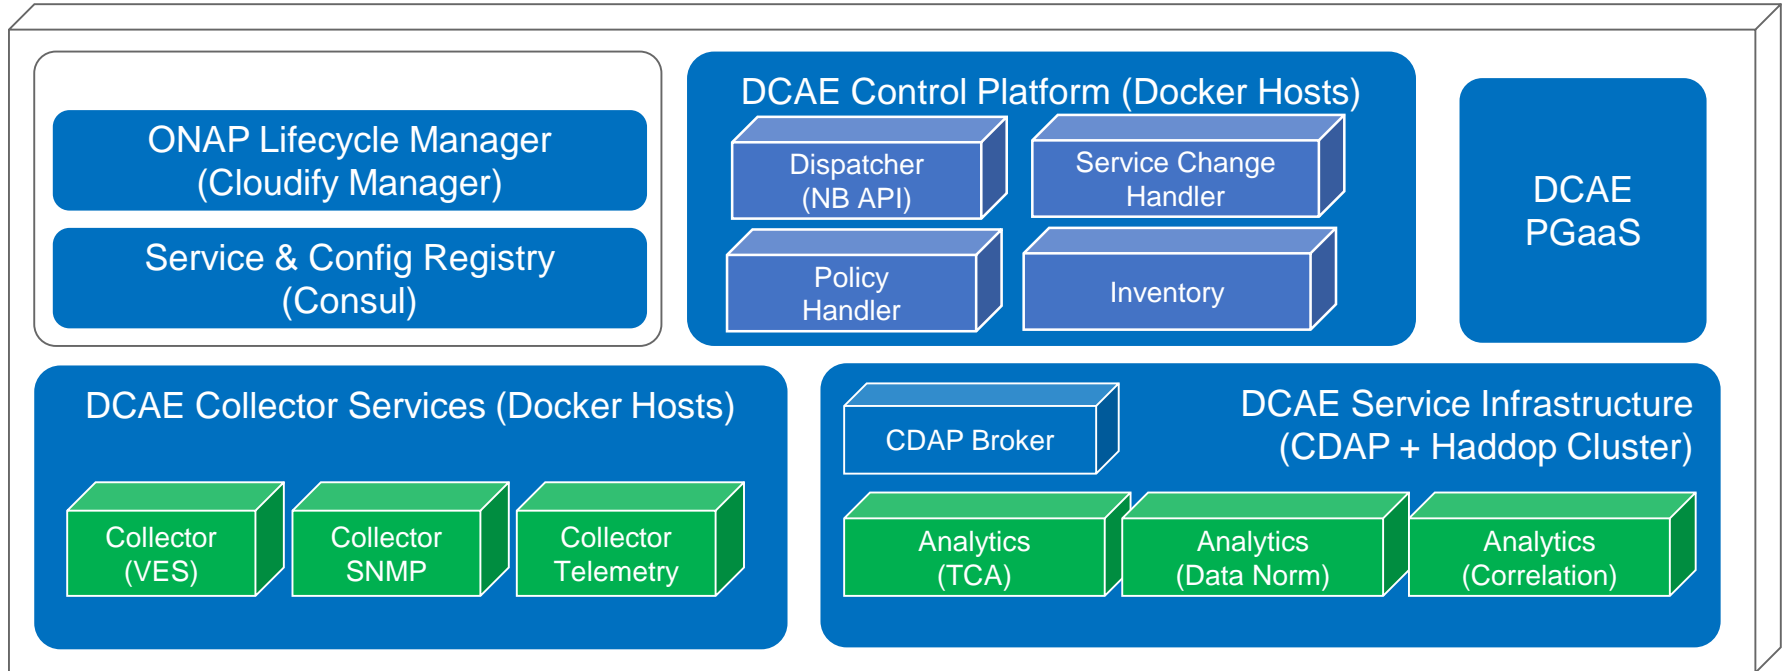 ONAP Lifecycle Manager
(Cloudify Manager)
Service & Config Registry
(Consul)
DCAE Control Platform (Docker Hosts)
Dispatcher
(NB API)
Service Change
Handler
Policy
Handler
Inventory
DCAE
PGaaS
DCAE Collector Services (Docker Hosts)
Collector
(VES)
Collector
SNMP
Collector
Telemetry
DCAE Service Infrastructure
(CDAP + Haddop Cluster)
CDAP Broker
Analytics
(TCA)
Analytics
(Data Norm)
Analytics
(Correlation)